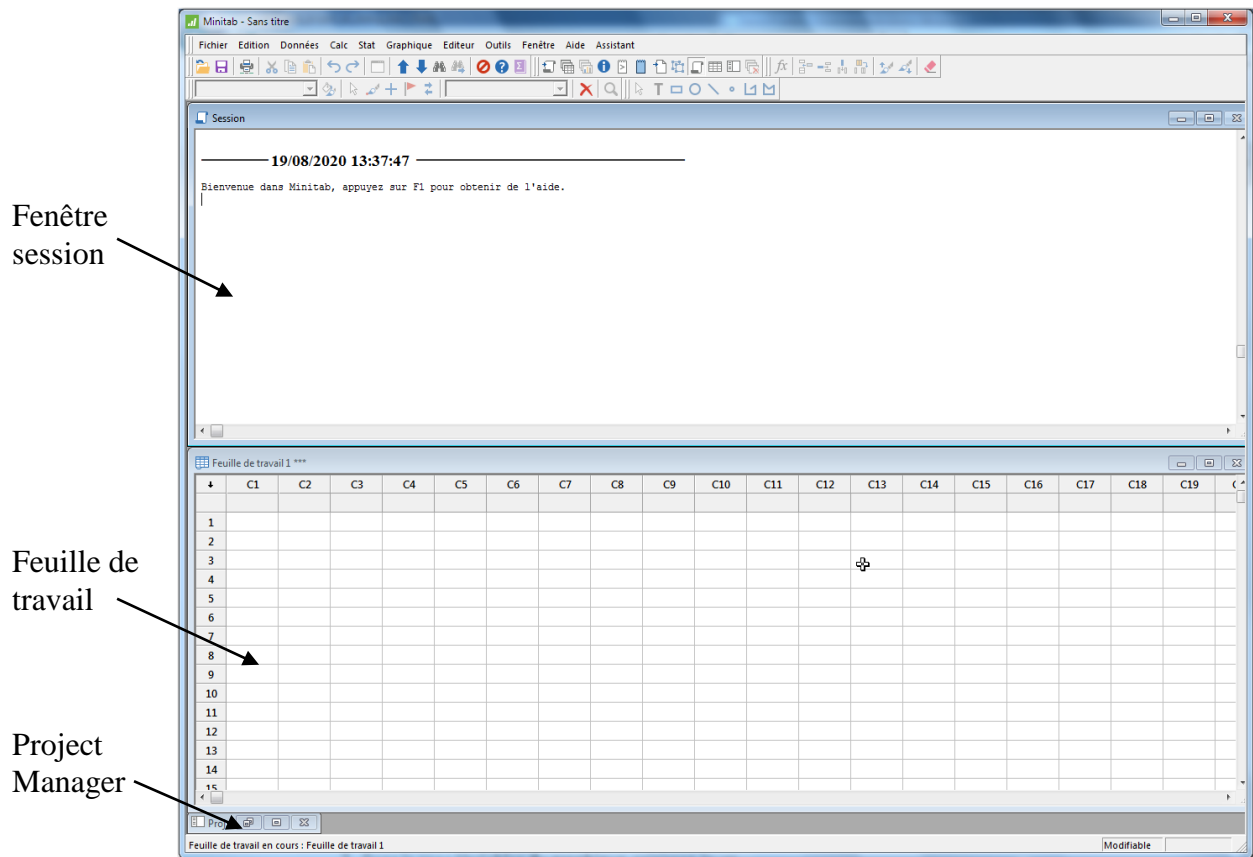 Minitab - Sans titre
Fichier Edition Données Calc Stat Graphique Editeur Outils Fenêtre Aide Assistant
Session
19/08/2020 13:37:47
Bienvenue dans Minitab, appuyez sur F1 pour obtenir de l'aide.
Fenêtre
session
Feuille de travail 1 ***
C1 C2 C3 C4 C5 C6 C7 C8 C9 C10 C11 C12 C13 C14 C15 C16 C17 C18 C19
1
2
3
4
5
6
7
8
9
10
11
12
13
14
15
Feuille de
travail
Project
Manager
Proj
Feuille de travail en cours : Feuille de travail 1
Modifiable